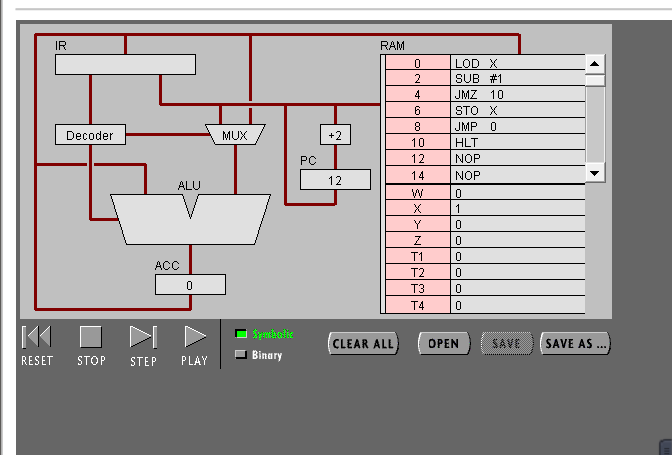 IR
RAM
0 LOD X
2 SUB #1
4 JMZ 10
6 STO X
8 JMP 0
10 HLT
12 NOP
14 NOP
Decoder
MUX
+2
PC
12
ALU
W 0
X 1
Y 0
Z 0
T1 0
T2 0
T3 0
T4 0
ACC
0
RESET
STOP
STEP
PLAY
Symbolic
Binary
CLEAR ALL
OPEN
SAVE
SAVE AS ...